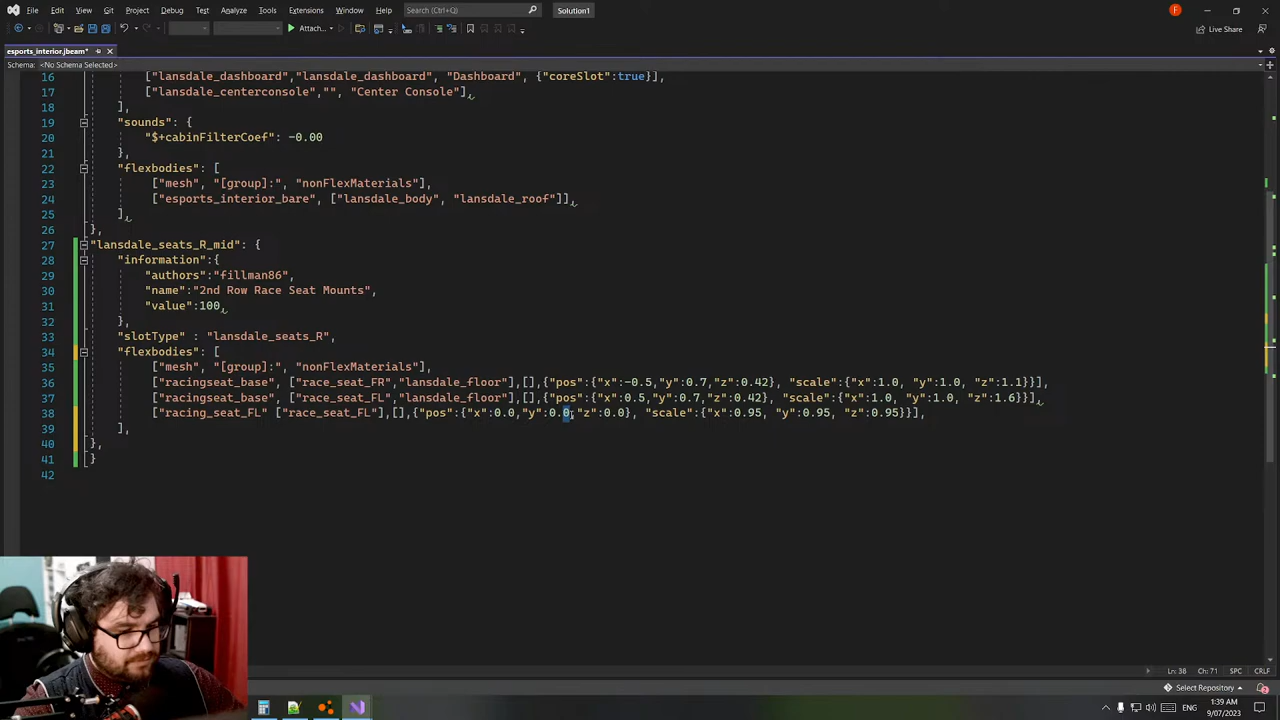 File Edit View Git Project Debug Test Analyze Tools Extensions Window Help Search (Ctrl+Q) Solution1
F
Attach...
Live Share
esports_interior.jbeam*
Schema: <No Schema Selected>
16 ["lansdale_dashboard","lansdale_dashboard", "Dashboard", {"coreSlot":true}],
17 ["lansdale_centerconsole","", "Center Console"],
18 ],
19 "sounds": {
20 "$+cabinFilterCoef": -0.00
21 },
22 "flexbodies": [
23 ["mesh", "[group]:", "nonFlexMaterials"],
24 ["esports_interior_bare", ["lansdale_body", "lansdale_roof"]],
25 ],
26 },
27 "lansdale_seats_R_mid": {
28 "information":{
29 "authors":"fillman86",
30 "name":"2nd Row Race Seat Mounts",
31 "value":100,
32 },
33 "slotType" : "lansdale_seats_R",
34 "flexbodies": [
35 ["mesh", "[group]:", "nonFlexMaterials"],
36 ["racingseat_base", ["race_seat_FR","lansdale_floor"],[],{"pos":{"x":-0.5,"y":0.7,"z":0.42}, "scale":{"x":1.0, "y":1.0, "z":1.1}}],
37 ["racingseat_base", ["race_seat_FL","lansdale_floor"],[],{"pos":{"x":0.5,"y":0.7,"z":0.42}, "scale":{"x":1.0, "y":1.0, "z":1.6}}],
38 ["racing_seat_FL" ["race_seat_FL"],[],{"pos":{"x":0.0,"y":0.0,"z":0.0}, "scale":{"x":0.95, "y":0.95, "z":0.95}}],
39 ],
40 },
41 }
42
Ln: 38 Ch: 71 SPC CRLF
Select Repository
ENG
1:39 AM
9/07/2023